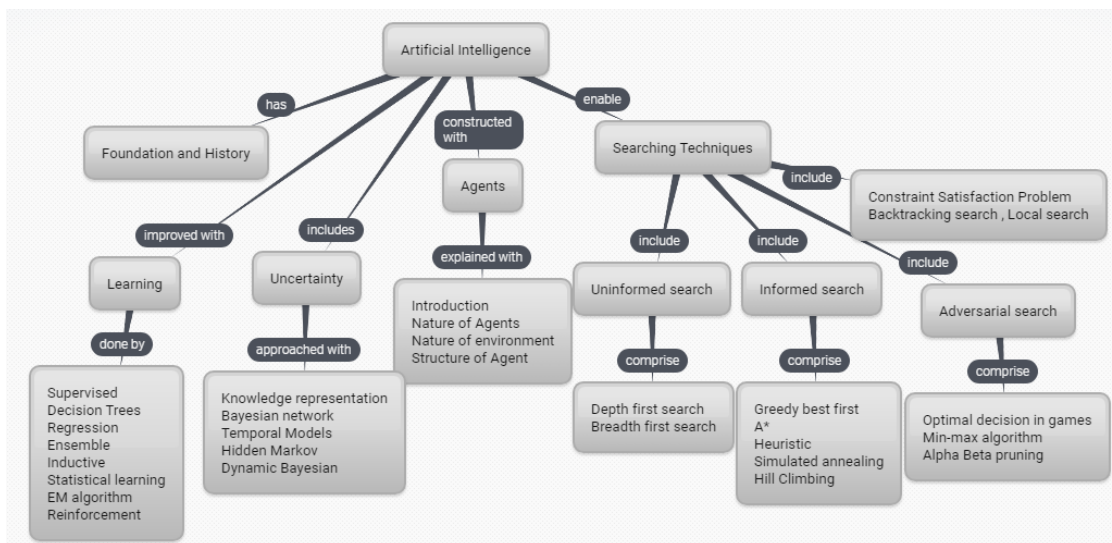 Artificial Intelligence
has
constructed
with
enable
Foundation and History
Agents
Searching Techniques
include
Constraint Satisfaction Problem
Backtracking search , Local search
improved with
includes
explained with
include
include
include
Learning
Uncertainty
Introduction
Nature of Agents
Nature of environment
Structure of Agent
Uninformed search
Informed search
Adversarial search
done by
approached with
comprise
comprise
comprise
Supervised
Decision Trees
Regression
Ensemble
Inductive
Statistical learning
EM algorithm
Reinforcement
Knowledge representation
Bayesian network
Temporal Models
Hidden Markov
Dynamic Bayesian
Depth first search
Breadth first search
Greedy best first
A*
Heuristic
Simulated annealing
Hill Climbing
Optimal decision in games
Min-max algorithm
Alpha Beta pruning